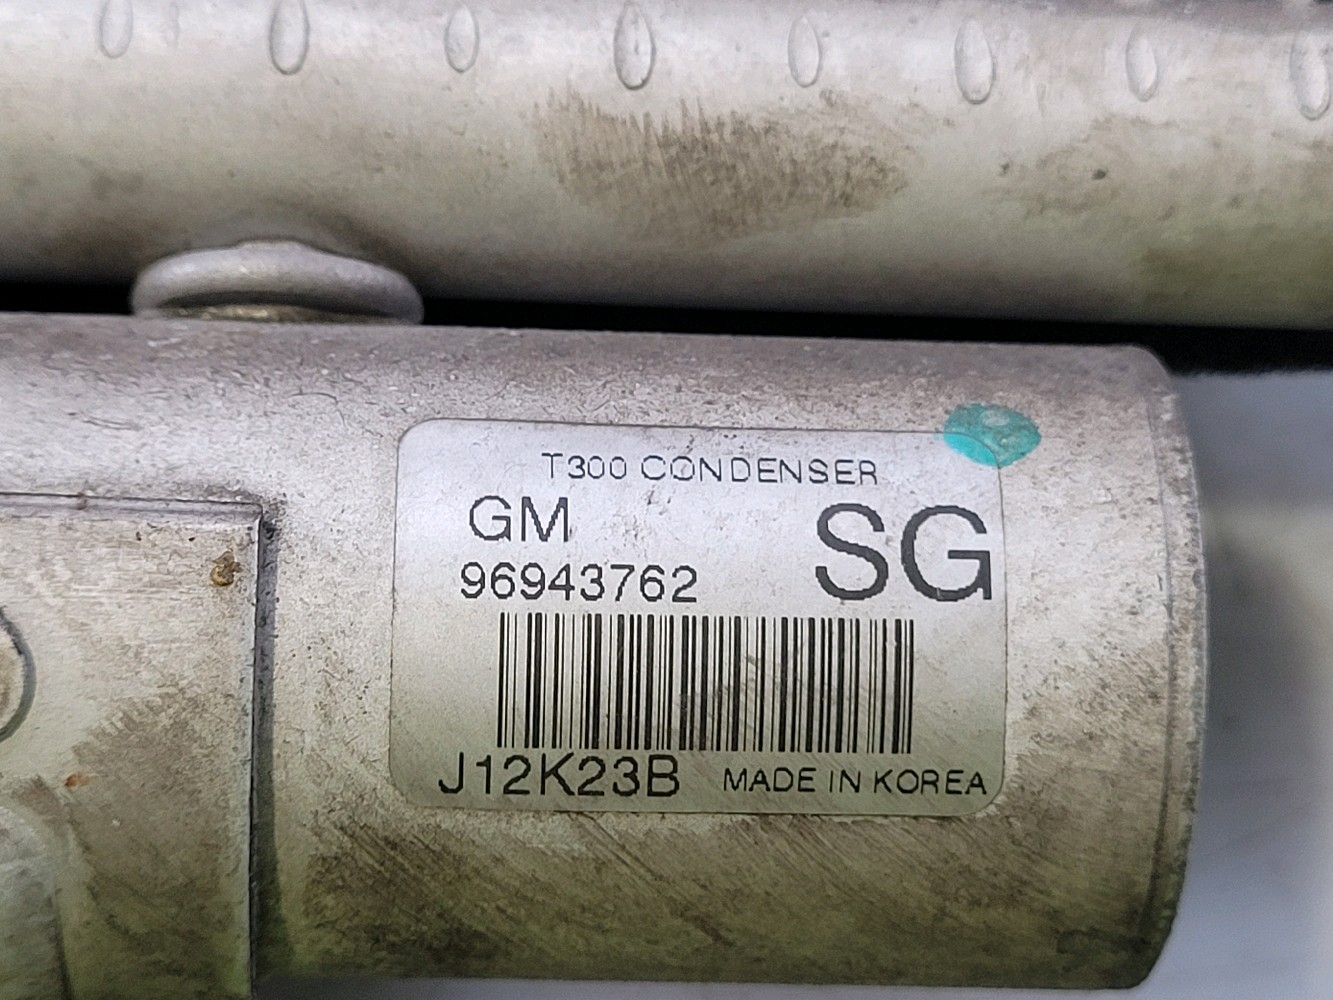 T300 CONDENSER
GM SG
96943762
J12K23B MADE IN KOREA